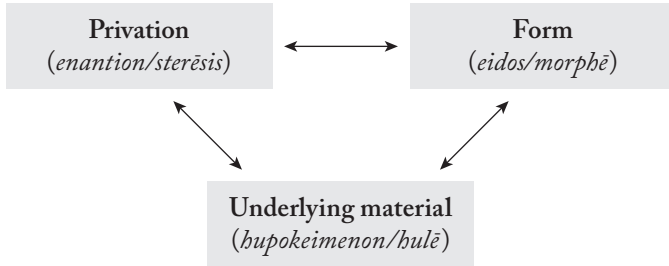 Privation
(enantion/sterēsis)
Form
(eidos/morphē)
Underlying material
(hupokeimenon/hulē)